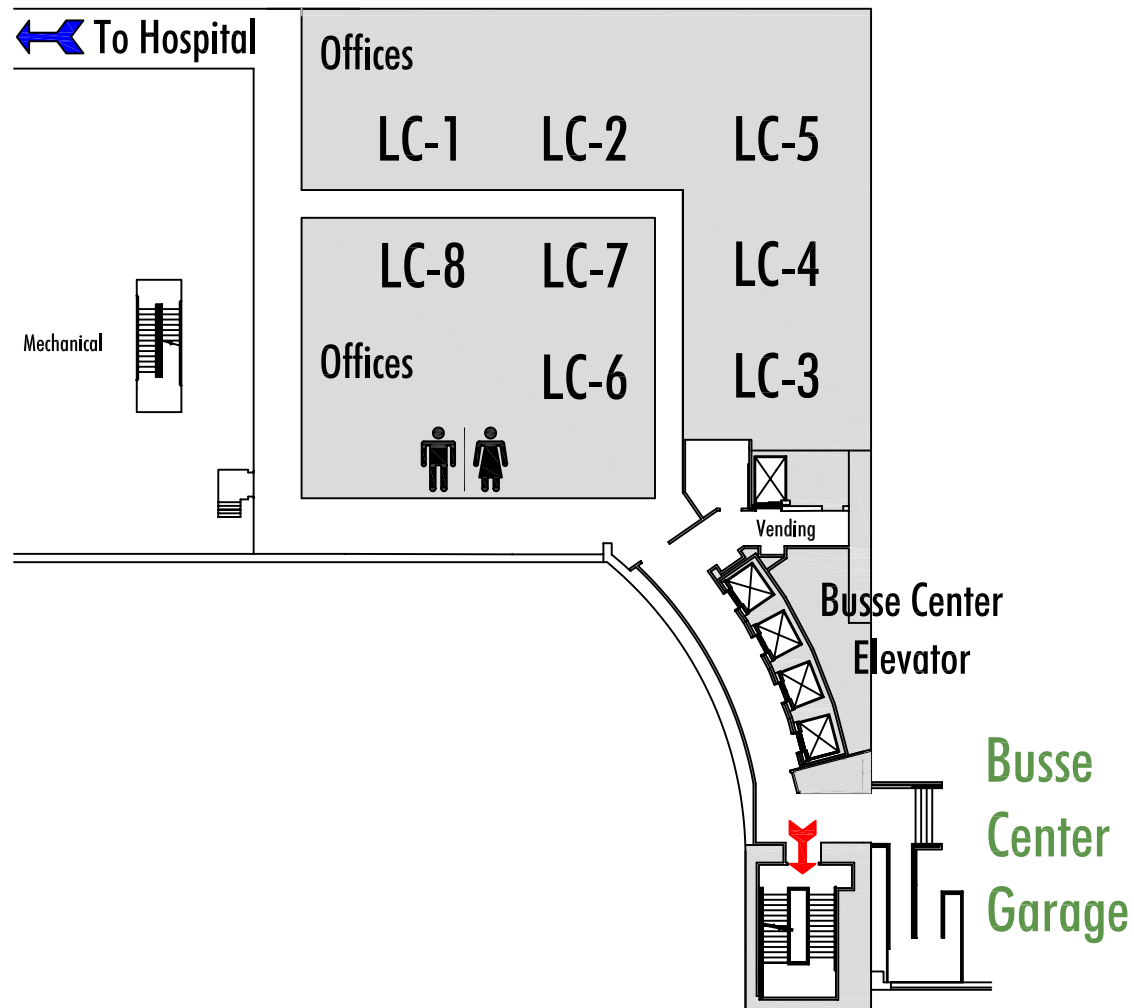 To Hospital
Offices
LC-1
LC-2
LC-5
LC-8
LC-7
LC-4
Mechanical
Offices
LC-6
LC-3
Vending
Busse Center
Elevator
Busse
Center
Garage